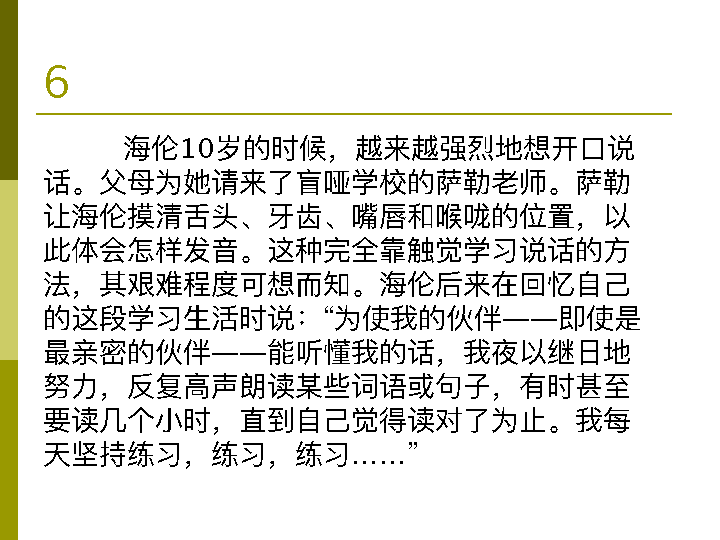 6
海伦10岁的时候，越来越强烈地想开口说
话。父母为她请来了盲哑学校的萨勒老师。萨勒
让海伦摸清舌头、牙齿、嘴唇和喉咙的位置，以
此体会怎样发音。这种完全靠触觉学习说话的方
法，其艰难程度可想而知。海伦后来在回忆自己
的这段学习生活时说：“为使我的伙伴——即使是
最亲密的伙伴——能听懂我的话，我夜以继日地
努力，反复高声朗读某些词语或句子，有时甚至
要读几个小时，直到自己觉得读对了为止。我每
天坚持练习，练习，练习……”